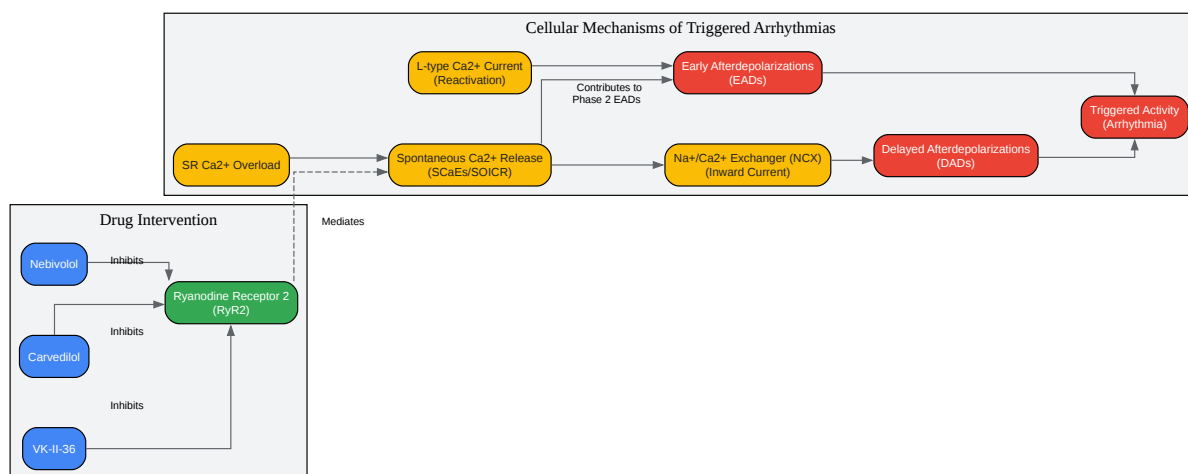 Cellular Mechanisms of Triggered Arrhythmias
L-type Ca2+ Current
(Reactivation)
Early Afterdepolarizations
(EADs)
Contributes to
Phase 2 EADs
Triggered Activity
(Arrhythmia)
SR Ca2+ Overload
Spontaneous Ca2+ Release
(SCaEs/SOICR)
Na+/Ca2+ Exchanger (NCX)
(Inward Current)
Delayed Afterdepolarizations
(DADs)
Drug Intervention
Mediates
Nebivolol
Inhibits
Ryanodine Receptor 2
(RyR2)
Inhibits
Carvedilol
Inhibits
VK-II-36